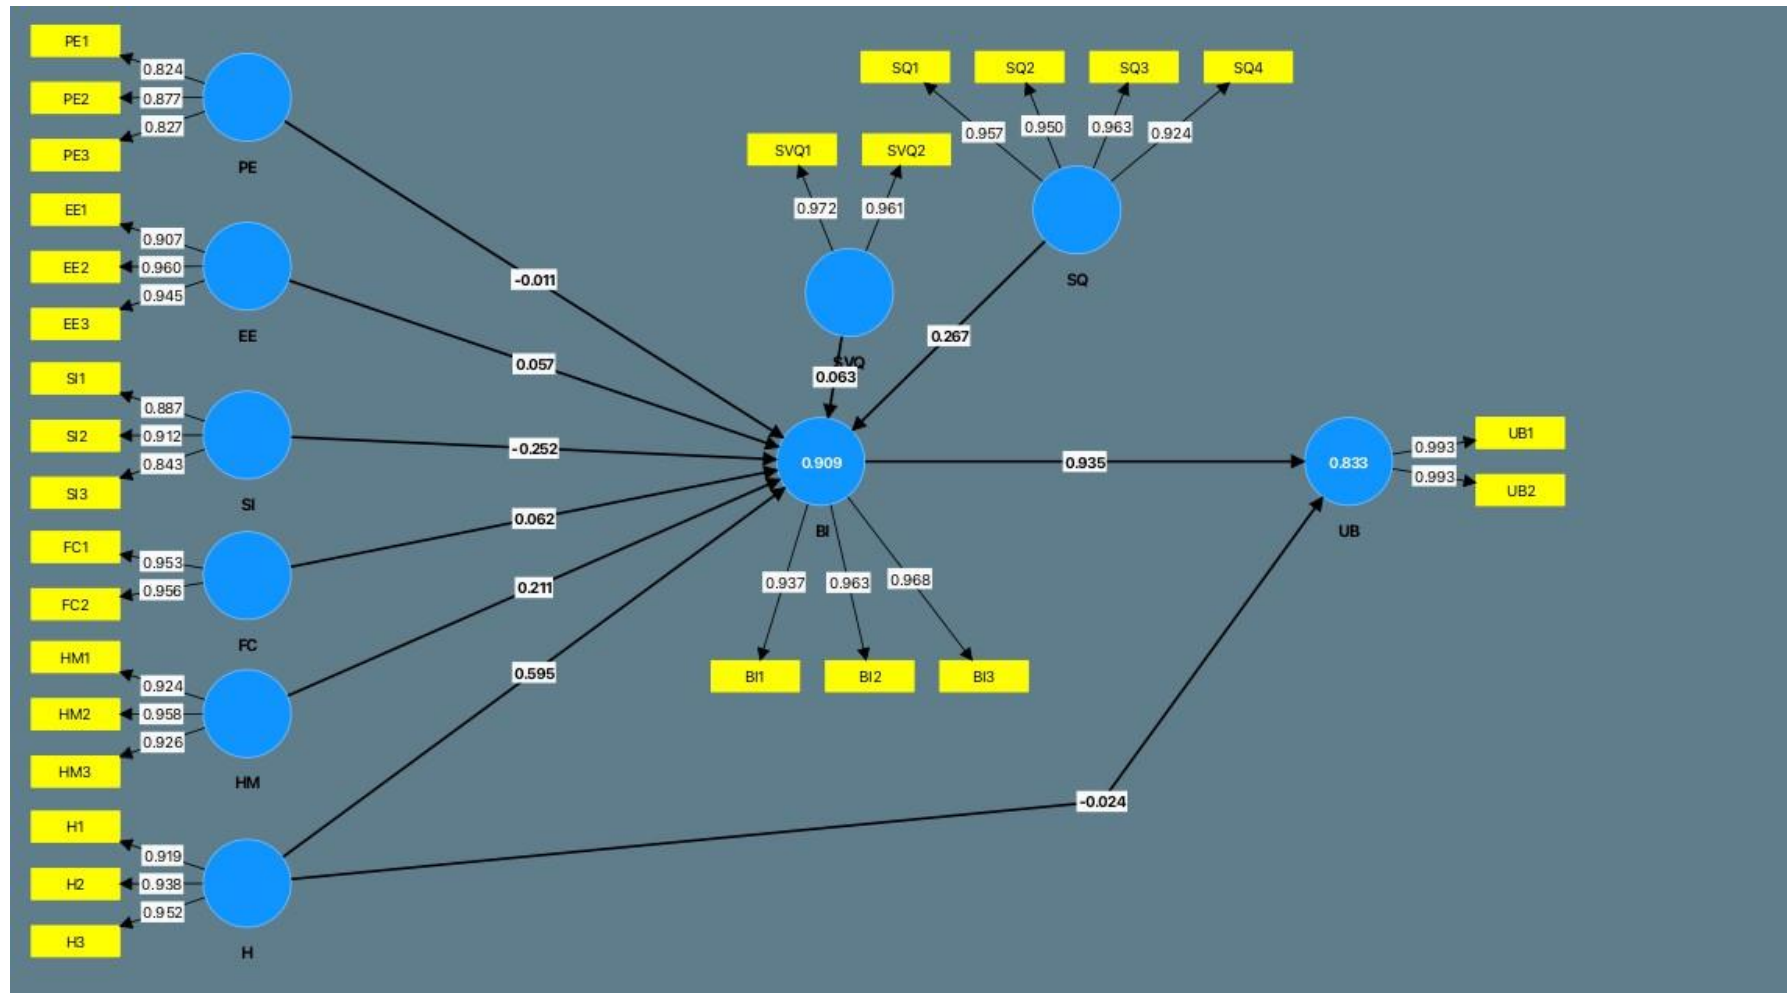 PE1
0.824
PE2
0.877
0.827
PE3
PE
EE1
0.907
EE2
0.960
0.945
EE3
EE
SI1
0.887
SI2
0.912
0.843
SI3
SI
FC1
0.953
0.956
FC2
FC
HM1
0.924
HM2
0.958
0.926
HM3
HM
H1
0.919
H2
0.938
0.952
H3
H
-0.011
0.057
-0.252
0.062
0.211
0.595
SVQ1
SVQ2
0.972
0.961
SVQ
0.063
SQ1
SQ2
SQ3
SQ4
0.957
0.950
0.963
0.924
SQ
0.267
0.909
BI
0.937
0.963
0.968
BI1
BI2
BI3
0.935
-0.024
0.833
UB
0.993
UB1
0.993
UB2